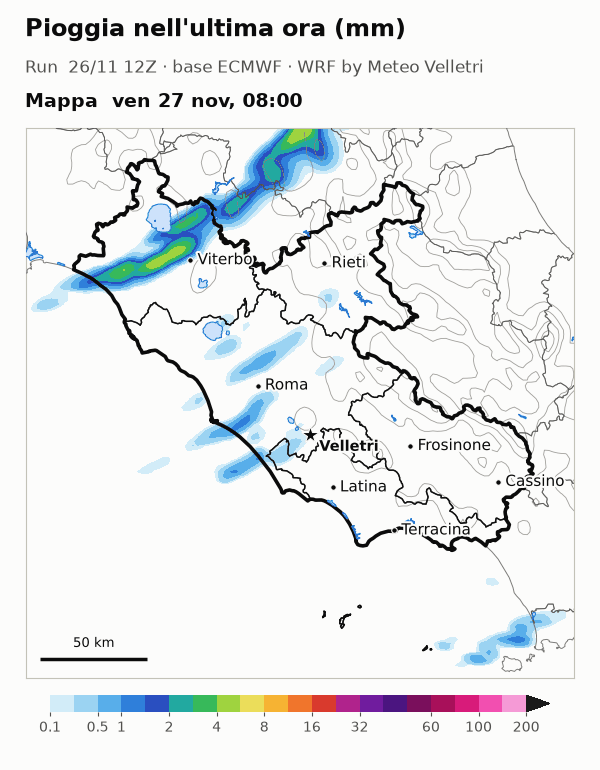 Pioggia nell'ultima ora (mm)
Run  26/11 12Z · base ECMWF · WRF by Meteo Velletri
Mappa  ven 27 nov, 08:00
Viterbo
Rieti
Roma
Velletri
Frosinone
Latina
Cassino
Terracina
50 km
0.1 0.5 1 2 4 8 16 32 60 100 200